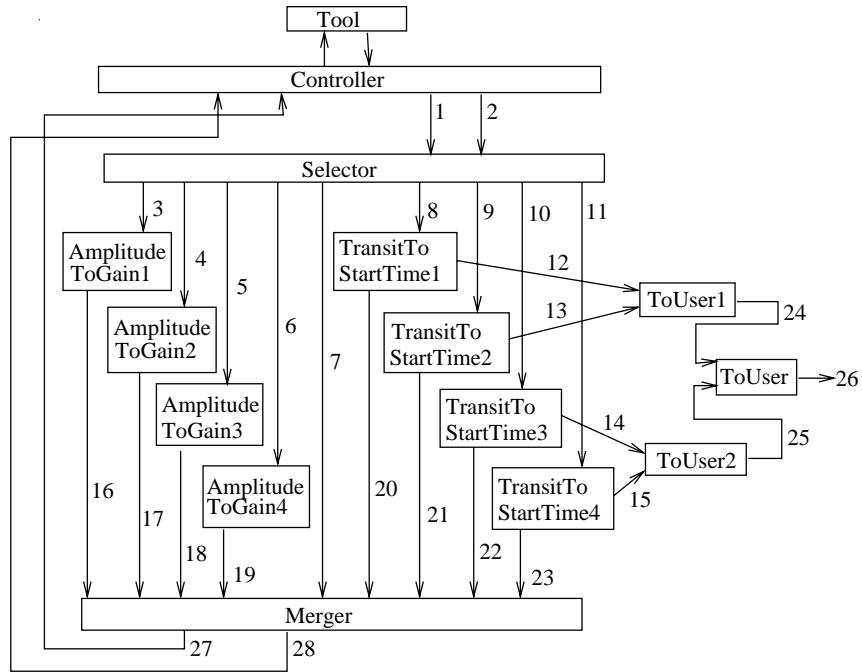 Tool
Controller
1
2
Selector
3
4
5
6
7
8
9
10
11
Amplitude
ToGain1
TransitTo
StartTime1
12
13
ToUser1
24
Amplitude
ToGain2
TransitTo
StartTime2
ToUser
26
Amplitude
ToGain3
TransitTo
StartTime3
14
25
ToUser2
Amplitude
ToGain4
TransitTo
StartTime4
15
16
17
18
19
20
21
22
23
Merger
27
28